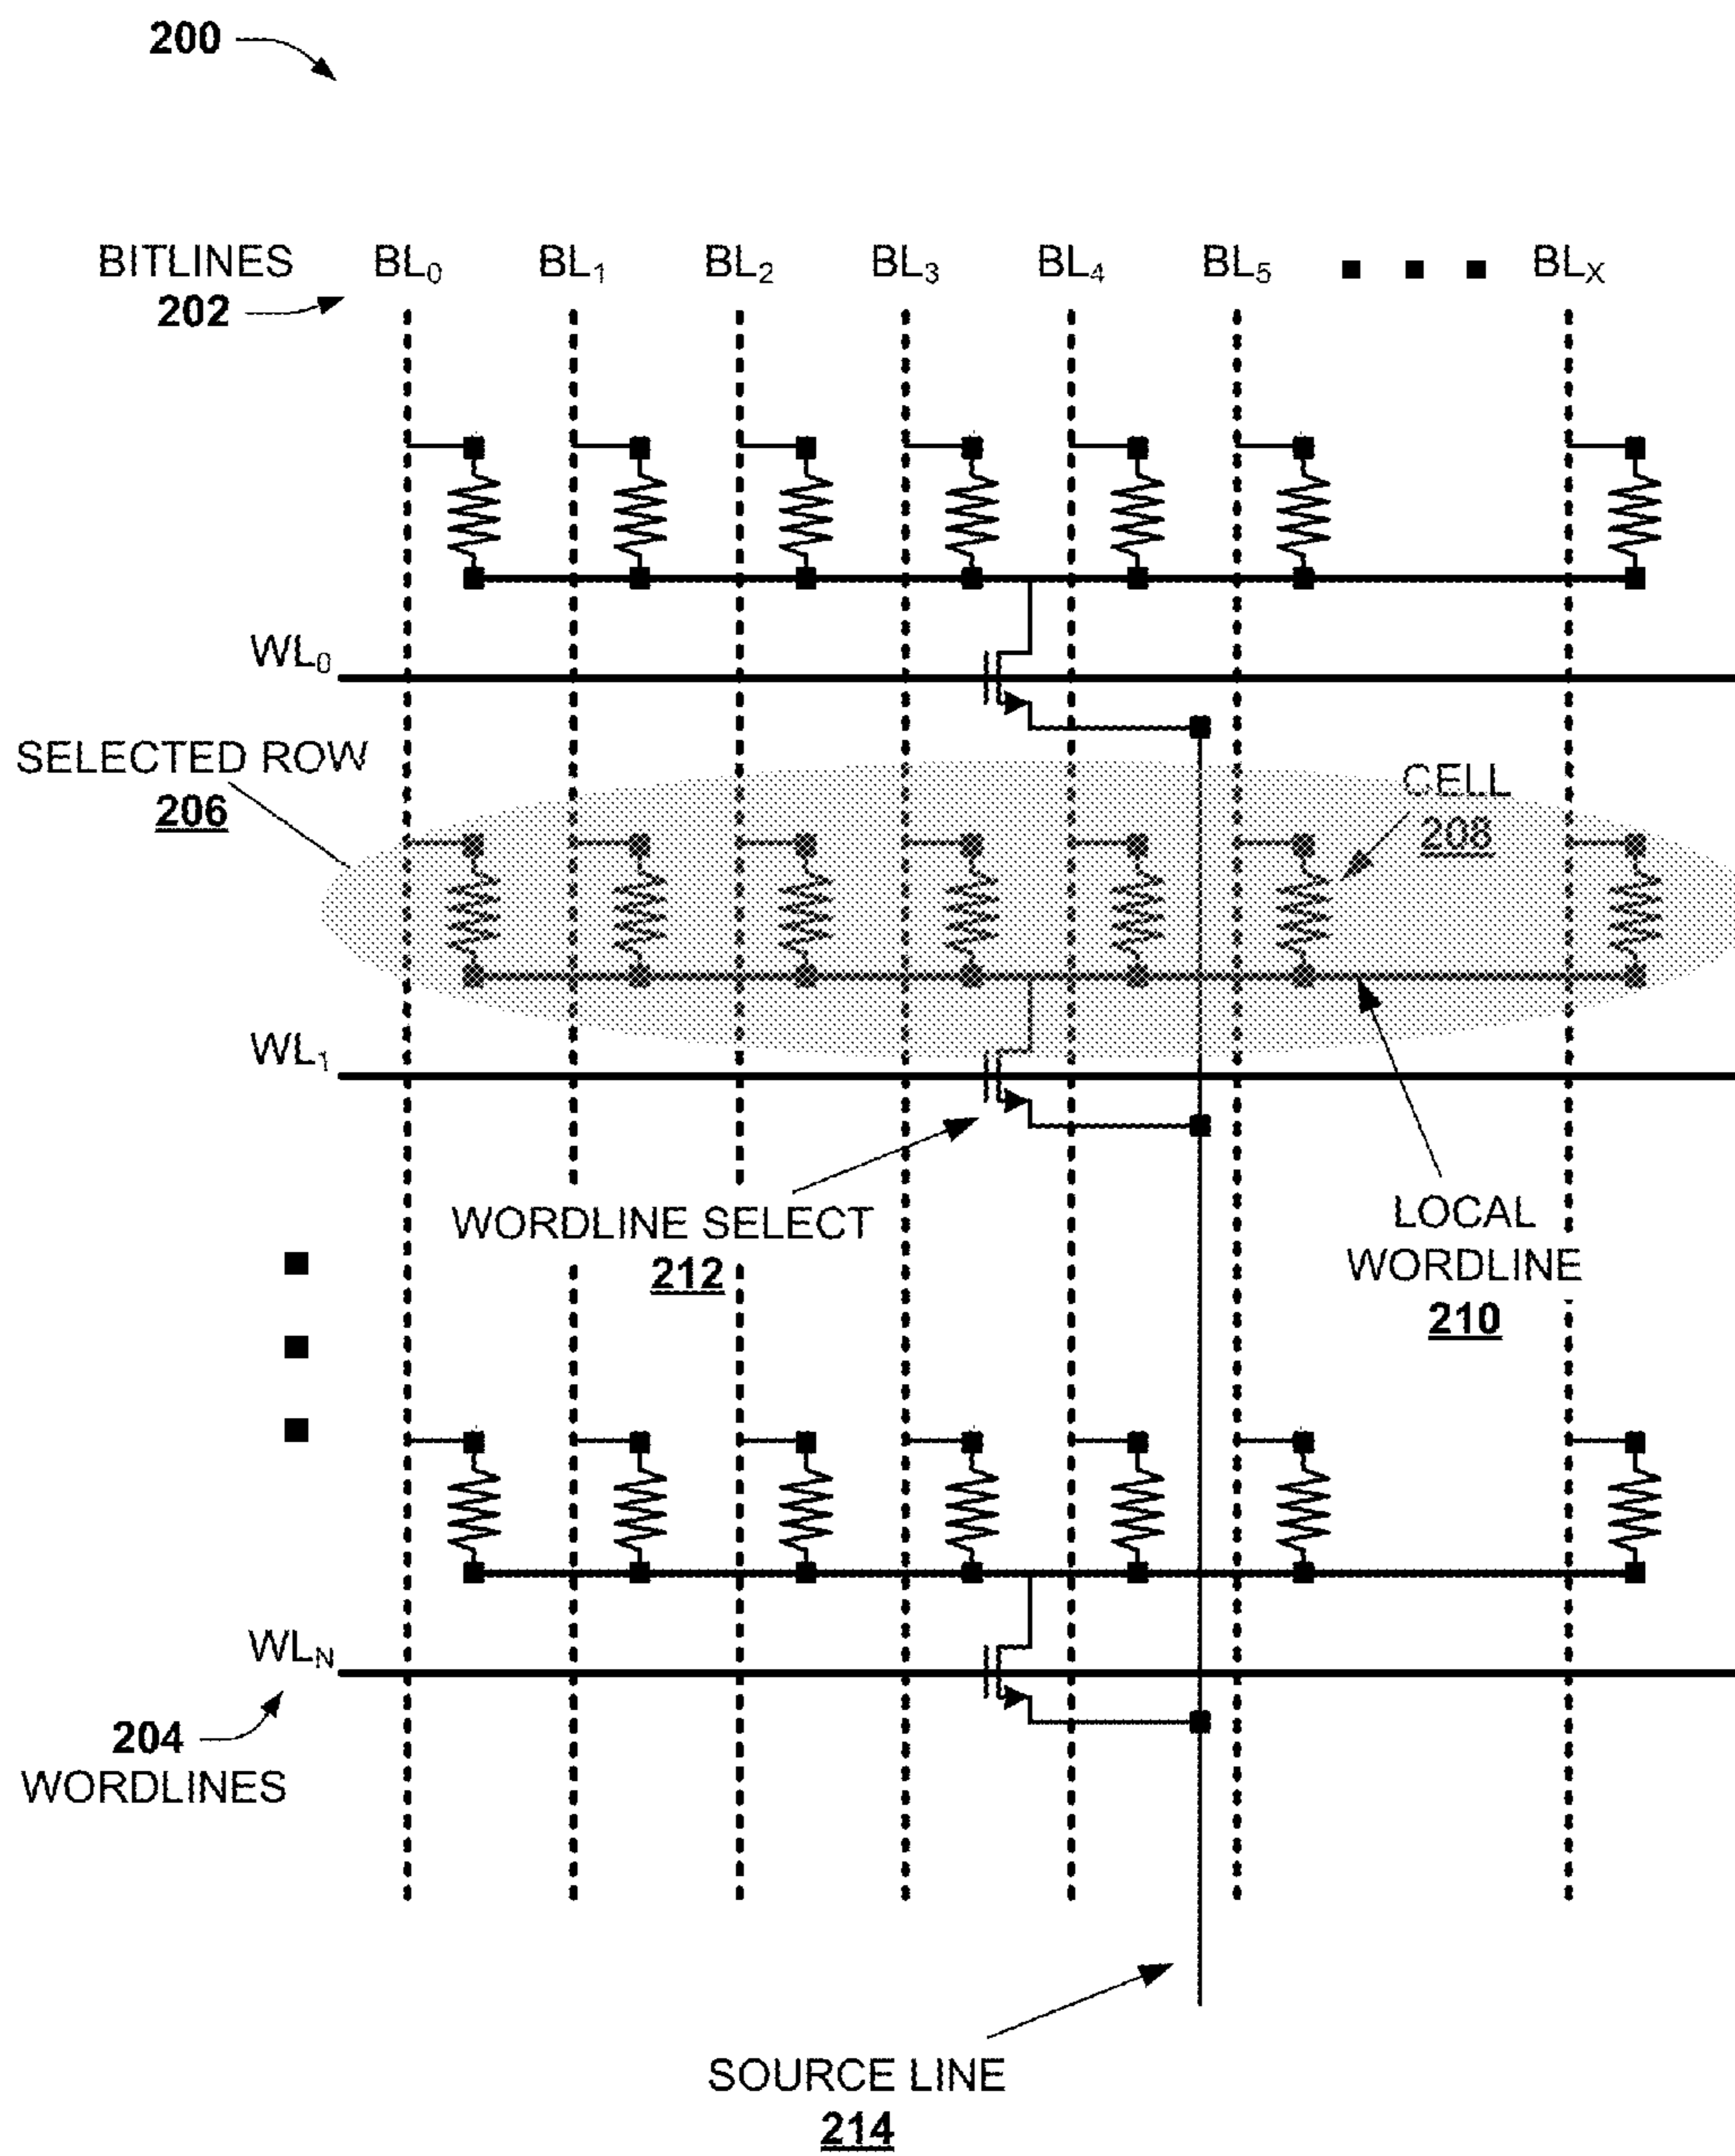 200
BITLINES
202
BL0 BL1 BL2 BL3 BL4 BL5 BLX
WL0
SELECTED ROW
206
CELL
208
WL1
WORDLINE SELECT
212
LOCAL
WORDLINE
210
WLN
204
WORDLINES
SOURCE LINE
214